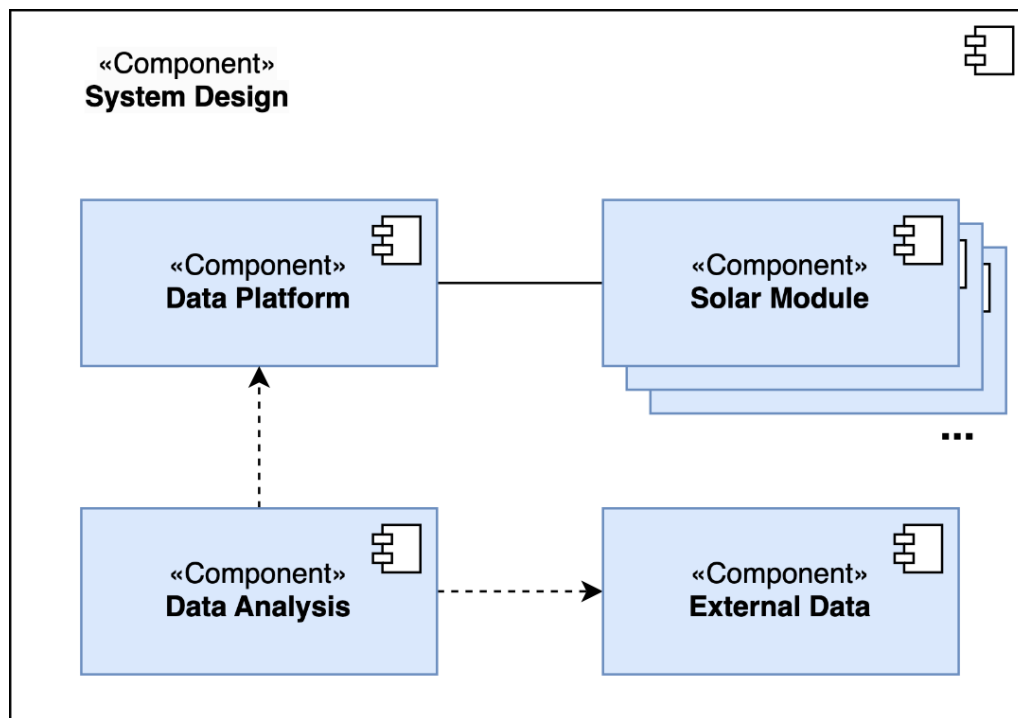 «Component»
System Design
«Component»
Data Platform
«Component»
Solar Module
...
«Component»
Data Analysis
«Component»
External Data